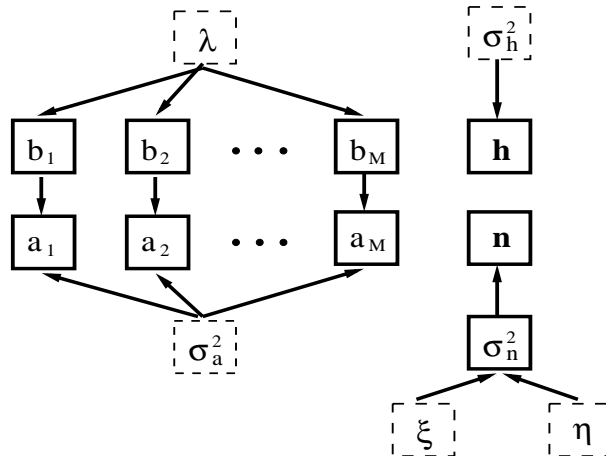 λ σ²ₕ
b₁ b₂ • • • b_M h
a₁ a₂ • • • a_M n
σ²ₐ σ²ₙ
ξ η